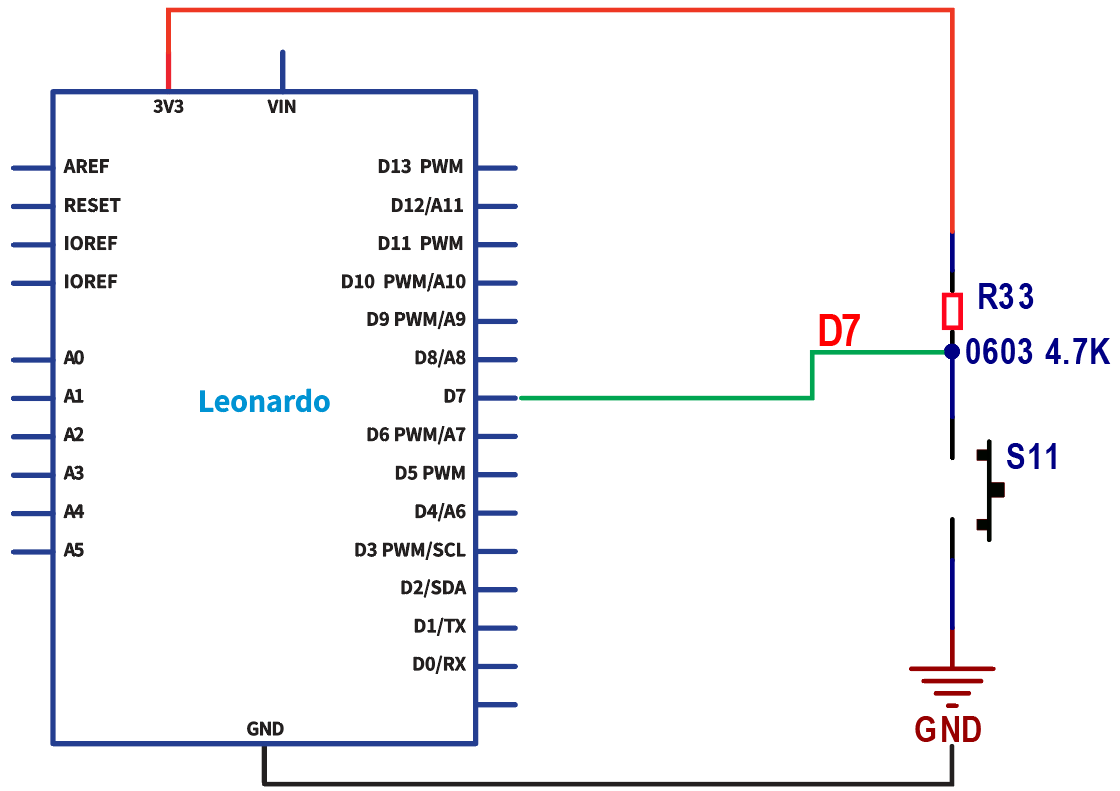 3V3
VIN
AREF
RESET
IOREF
IOREF
A0
A1
A2
A3
A4
A5
Leonardo
D13 PWM
D12/A11
D11 PWM
D10 PWM/A10
D9 PWM/A9
D8/A8
D7
D6 PWM/A7
D5 PWM
D4/A6
D3 PWM/SCL
D2/SDA
D1/TX
D0/RX
GND
D7
R33
0603 4.7K
S11
GND